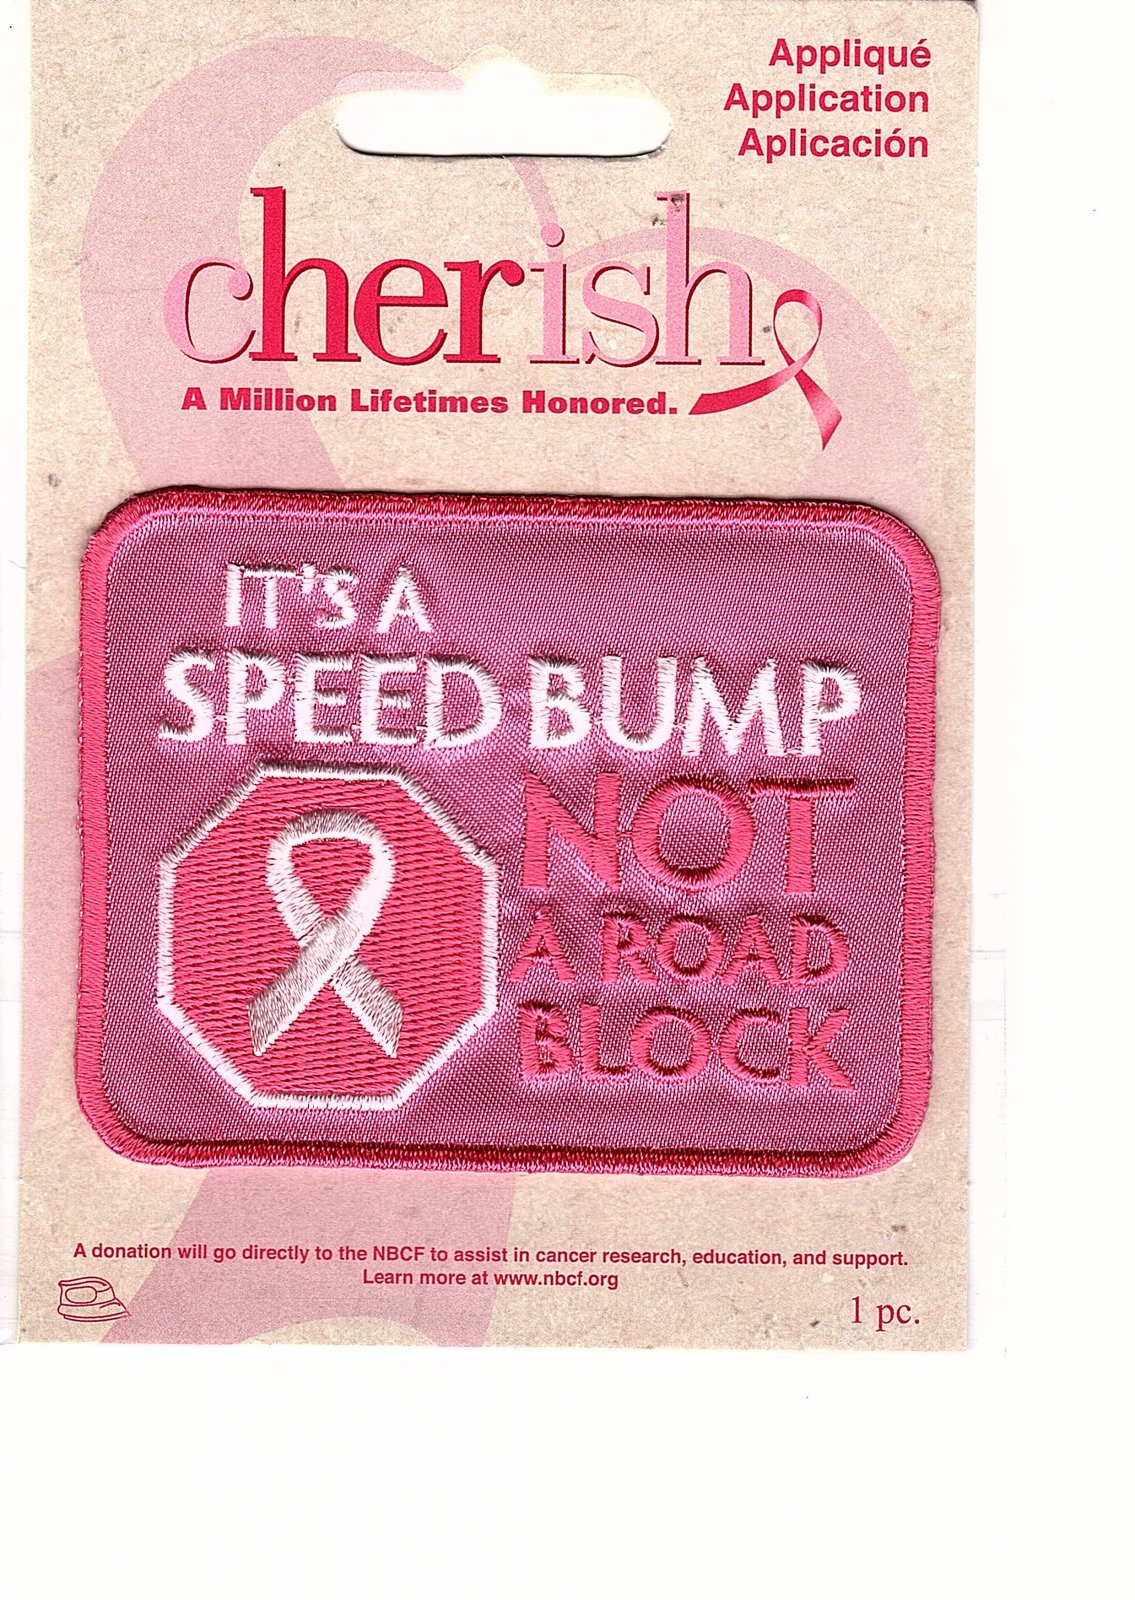 Appliqué
Application
Aplicación
cherish
A Million Lifetimes Honored.
IT'S A
SPEED BUMP
NOT
A ROAD
BLOCK
A donation will go directly to the NBCF to assist in cancer research, education, and support.
Learn more at www.nbcf.org
1 pc.